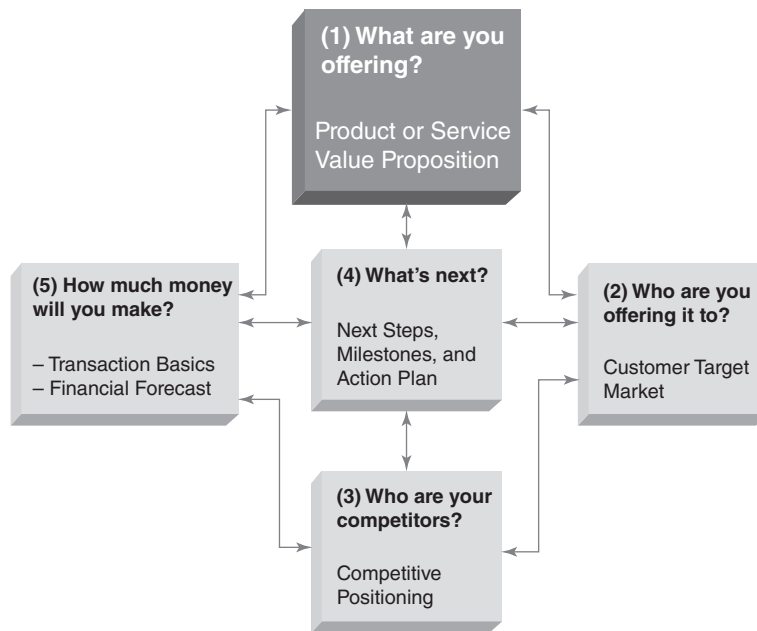 (1) What are you
offering?
Product or Service
Value Proposition
(5) How much money
will you make?
– Transaction Basics
– Financial Forecast
(4) What’s next?
Next Steps,
Milestones, and
Action Plan
(2) Who are you
offering it to?
Customer Target
Market
(3) Who are your
competitors?
Competitive
Positioning